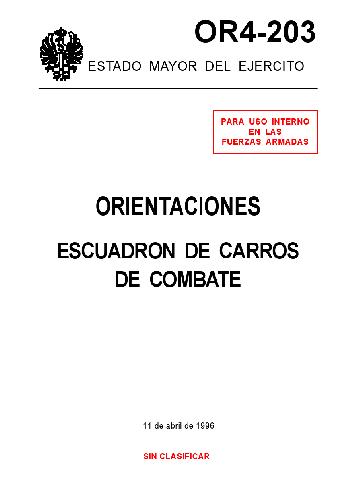 OR4-203
ESTADO MAYOR DEL EJERCITO
PARA USO INTERNO
EN LAS
FUERZAS ARMADAS
ORIENTACIONES
ESCUADRON DE CARROS
DE COMBATE
11 de abril de 1996
SIN CLASIFICAR